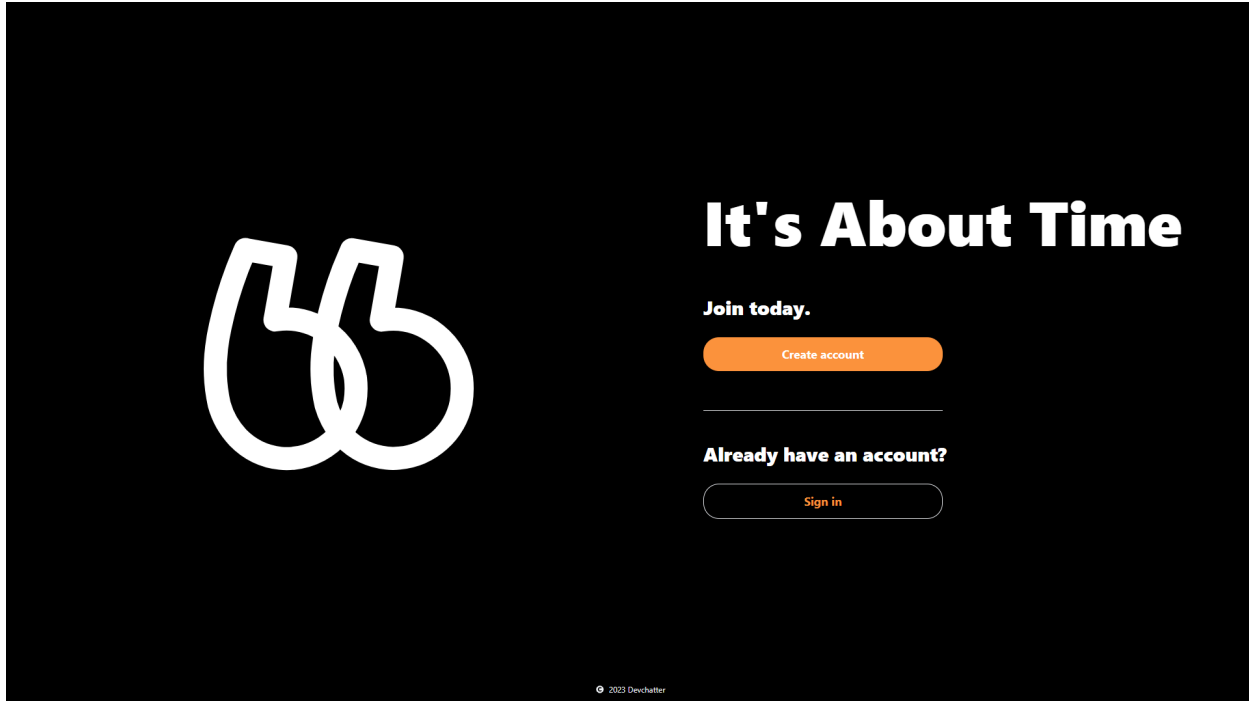 It's About Time
Join today.
Create account
Already have an account?
Sign in
© 2023 Devchatter